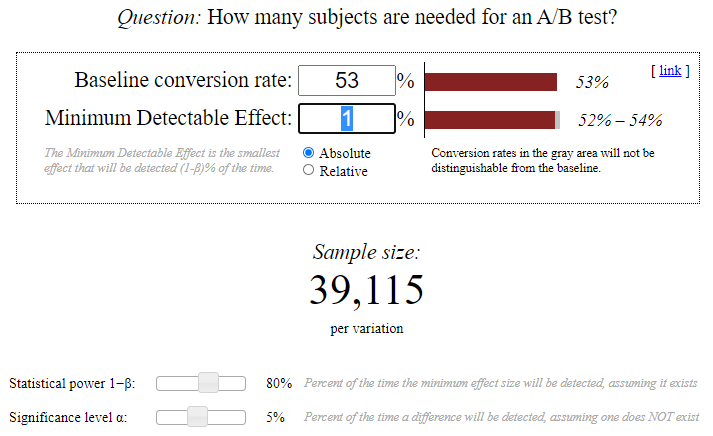 Question: How many subjects are needed for an A/B test?
[ link ]
Baseline conversion rate: 53 % 53%
Minimum Detectable Effect: 1 % 52% – 54%
The Minimum Detectable Effect is the smallest
effect that will be detected (1-β)% of the time.
Absolute
Relative
Conversion rates in the gray area will not be
distinguishable from the baseline.
Sample size:
39,115
per variation
Statistical power 1−β: 80% Percent of the time the minimum effect size will be detected, assuming it exists
Significance level α: 5% Percent of the time a difference will be detected, assuming one does NOT exist